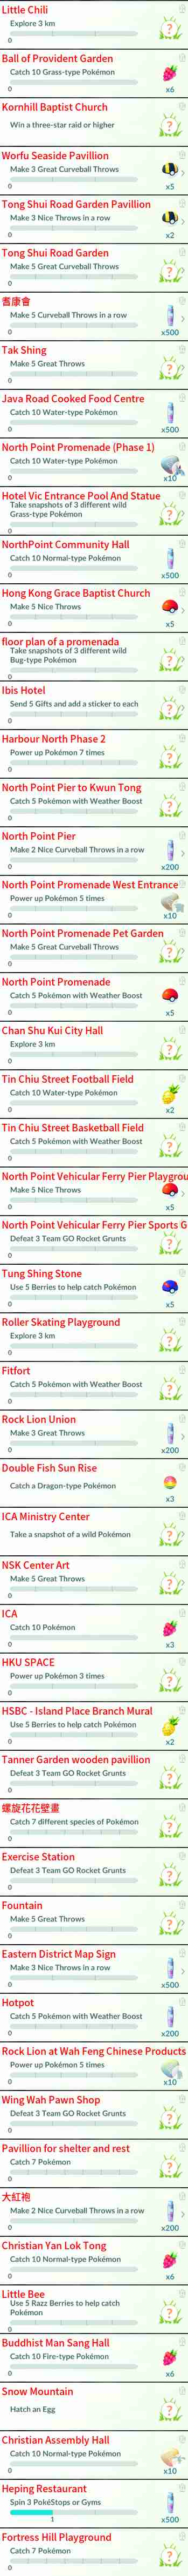 Little Chili
Explore 3 km
0
Ball of Provident Garden
Catch 10 Grass-type Pokémon
0
x6
Kornhill Baptist Church
Win a three-star raid or higher
0
Worfu Seaside Pavillion
Make 3 Great Curveball Throws
0
x5
Tong Shui Road Garden Pavillion
Make 3 Nice Throws in a row
0
x2
Tong Shui Road Garden
Make 5 Great Curveball Throws
0
耆康會
Make 5 Curveball Throws in a row
0
x500
Tak Shing
Make 5 Great Throws
0
Java Road Cooked Food Centre
Catch 10 Water-type Pokémon
0
x500
North Point Promenade (Phase 1)
Catch 10 Water-type Pokémon
0
x10
Hotel Vic Entrance Pool And Statue
Take snapshots of 3 different wild
Grass-type Pokémon
0
NorthPoint Community Hall
Catch 10 Normal-type Pokémon
0
x500
Hong Kong Grace Baptist Church
Make 5 Nice Throws
0
x5
floor plan of a promenada
Take snapshots of 3 different wild
Bug-type Pokémon
0
Ibis Hotel
Send 5 Gifts and add a sticker to each
0
Harbour North Phase 2
Power up Pokémon 7 times
0
North Point Pier to Kwun Tong
Catch 5 Pokémon with Weather Boost
0
North Point Pier
Make 2 Nice Curveball Throws in a row
0
x200
North Point Promenade West Entrance
Power up Pokémon 5 times
0
x10
North Point Promenade Pet Garden
Make 5 Great Curveball Throws
0
North Point Promenade
Catch 5 Pokémon with Weather Boost
0
x5
Chan Shu Kui City Hall
Explore 3 km
0
Tin Chiu Street Football Field
Catch 10 Water-type Pokémon
0
x2
Tin Chiu Street Basketball Field
Catch 5 Pokémon with Weather Boost
0
North Point Vehicular Ferry Pier Playgrou
Make 5 Nice Throws
0
x5
North Point Vehicular Ferry Pier Sports G
Defeat 3 Team GO Rocket Grunts
0
Tung Shing Stone
Use 5 Berries to help catch Pokémon
0
x5
Roller Skating Playground
Explore 3 km
0
Fitfort
Catch 5 Pokémon with Weather Boost
0
Rock Lion Union
Make 3 Great Throws
0
x200
Double Fish Sun Rise
Catch a Dragon-type Pokémon
x3
ICA Ministry Center
Take a snapshot of a wild Pokémon
NSK Center Art
Make 5 Great Throws
0
ICA
Catch 10 Pokémon
0
x3
HKU SPACE
Power up Pokémon 3 times
0
HSBC - Island Place Branch Mural
Use 5 Berries to help catch Pokémon
0
x2
Tanner Garden wooden pavillion
Defeat 3 Team GO Rocket Grunts
0
螺旋花花壁畫
Catch 7 different species of Pokémon
0
Exercise Station
Defeat 3 Team GO Rocket Grunts
0
Fountain
Make 5 Great Throws
0
Eastern District Map Sign
Make 3 Nice Throws in a row
0
x500
Hotpot
Catch 5 Pokémon with Weather Boost
0
x200
Rock Lion at Wah Feng Chinese Products
Power up Pokémon 5 times
0
x10
Wing Wah Pawn Shop
Defeat 3 Team GO Rocket Grunts
0
Pavillion for shelter and rest
Catch 7 Pokémon
0
大紅袍
Make 2 Nice Curveball Throws in a row
0
x200
Christian Yan Lok Tong
Catch 10 Normal-type Pokémon
0
x6
Little Bee
Use 5 Razz Berries to help catch
Pokémon
0
Buddhist Man Sang Hall
Catch 10 Fire-type Pokémon
0
x6
Snow Mountain
Hatch an Egg
Christian Assembly Hall
Catch 10 Normal-type Pokémon
0
x10
Heping Restaurant
Spin 3 PokéStops or Gyms
1
x500
Fortress Hill Playground
Catch 7 Pokémon
0